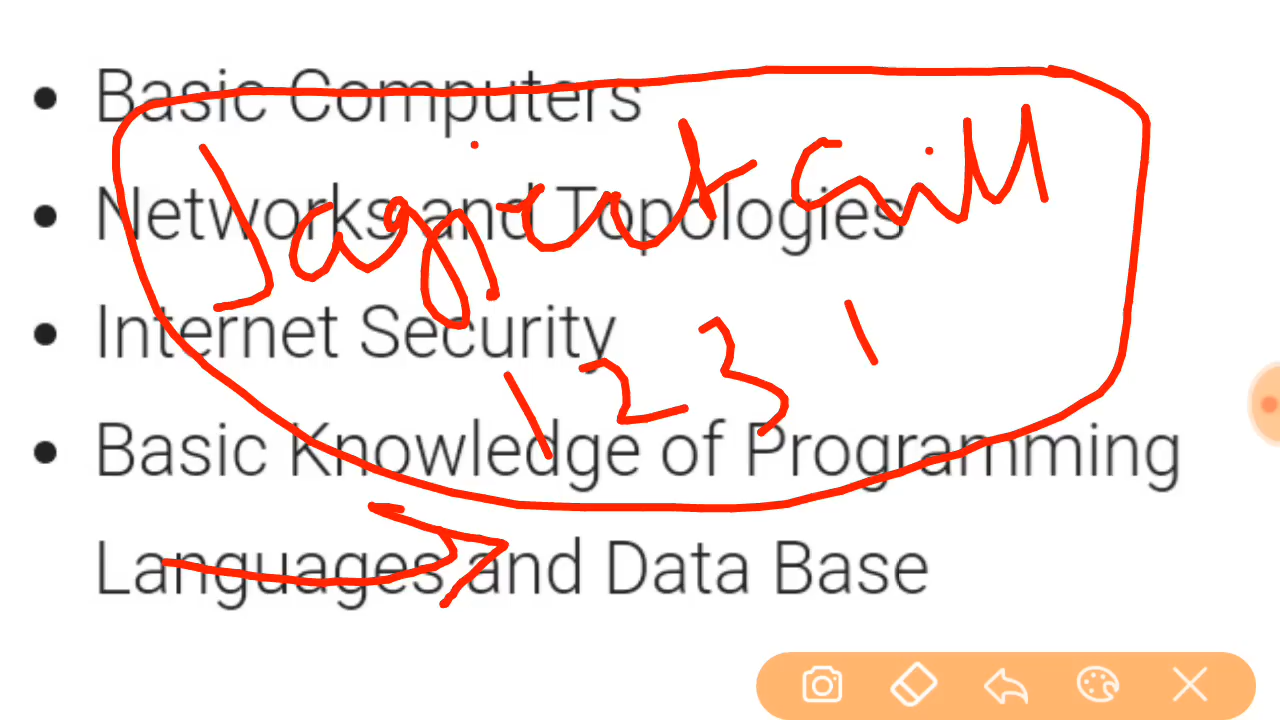 • Basic Computers
• Networks and Topologies
Jagjeet Gill
• Internet Security
1231
• Basic Knowledge of Programming
Languages and Data Base